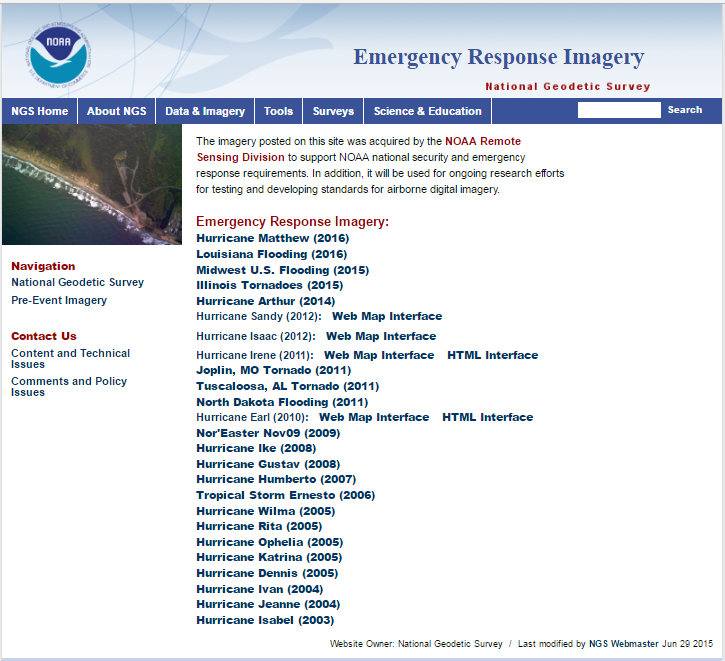 NOAA
Emergency Response Imagery
National Geodetic Survey
NGS Home About NGS Data & Imagery Tools Surveys Science & Education Search
The imagery posted on this site was acquired by the NOAA Remote
Sensing Division to support NOAA national security and emergency
response requirements. In addition, it will be used for ongoing research efforts
for testing and developing standards for airborne digital imagery.
Navigation
National Geodetic Survey
Pre-Event Imagery
Contact Us
Content and Technical
Issues
Comments and Policy
Issues
Emergency Response Imagery:
Hurricane Matthew (2016)
Louisiana Flooding (2016)
Midwest U.S. Flooding (2015)
Illinois Tornadoes (2015)
Hurricane Arthur (2014)
Hurricane Sandy (2012): Web Map Interface
Hurricane Isaac (2012): Web Map Interface
Hurricane Irene (2011): Web Map Interface HTML Interface
Joplin, MO Tornado (2011)
Tuscaloosa, AL Tornado (2011)
North Dakota Flooding (2011)
Hurricane Earl (2010): Web Map Interface HTML Interface
Nor'Easter Nov09 (2009)
Hurricane Ike (2008)
Hurricane Gustav (2008)
Hurricane Humberto (2007)
Tropical Storm Ernesto (2006)
Hurricane Wilma (2005)
Hurricane Rita (2005)
Hurricane Ophelia (2005)
Hurricane Katrina (2005)
Hurricane Dennis (2005)
Hurricane Ivan (2004)
Hurricane Jeanne (2004)
Hurricane Isabel (2003)
Website Owner: National Geodetic Survey / Last modified by NGS Webmaster Jun 29 2015